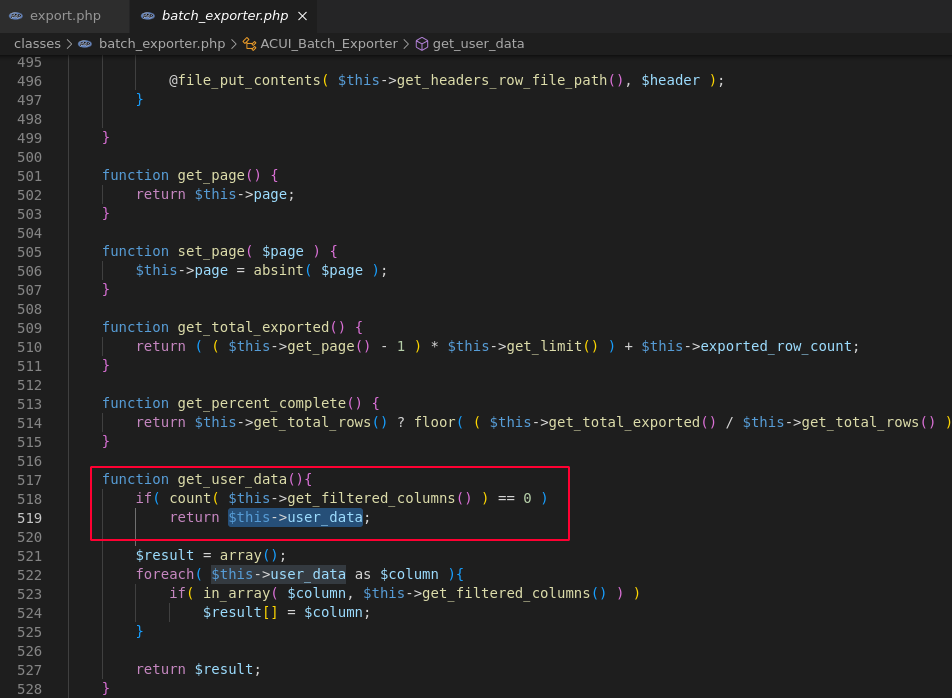 export.php batch_exporter.php ×
classes > batch_exporter.php > ACUI_Batch_Exporter > get_user_data
495
496 @file_put_contents( $this->get_headers_row_file_path(), $header );
497 }
498
499 }
500
501 function get_page() {
502 return $this->page;
503 }
504
505 function set_page( $page ) {
506 $this->page = absint( $page );
507 }
508
509 function get_total_exported() {
510 return ( ( $this->get_page() - 1 ) * $this->get_limit() ) + $this->exported_row_count;
511 }
512
513 function get_percent_complete() {
514 return $this->get_total_rows() ? floor( ( $this->get_total_exported() / $this->get_total_rows() )
515 }
516
517 function get_user_data(){
518 if( count( $this->get_filtered_columns() ) == 0 )
519 return $this->user_data;
520
521 $result = array();
522 foreach( $this->user_data as $column ){
523 if( in_array( $column, $this->get_filtered_columns() ) )
524 $result[] = $column;
525 }
526
527 return $result;
528 }